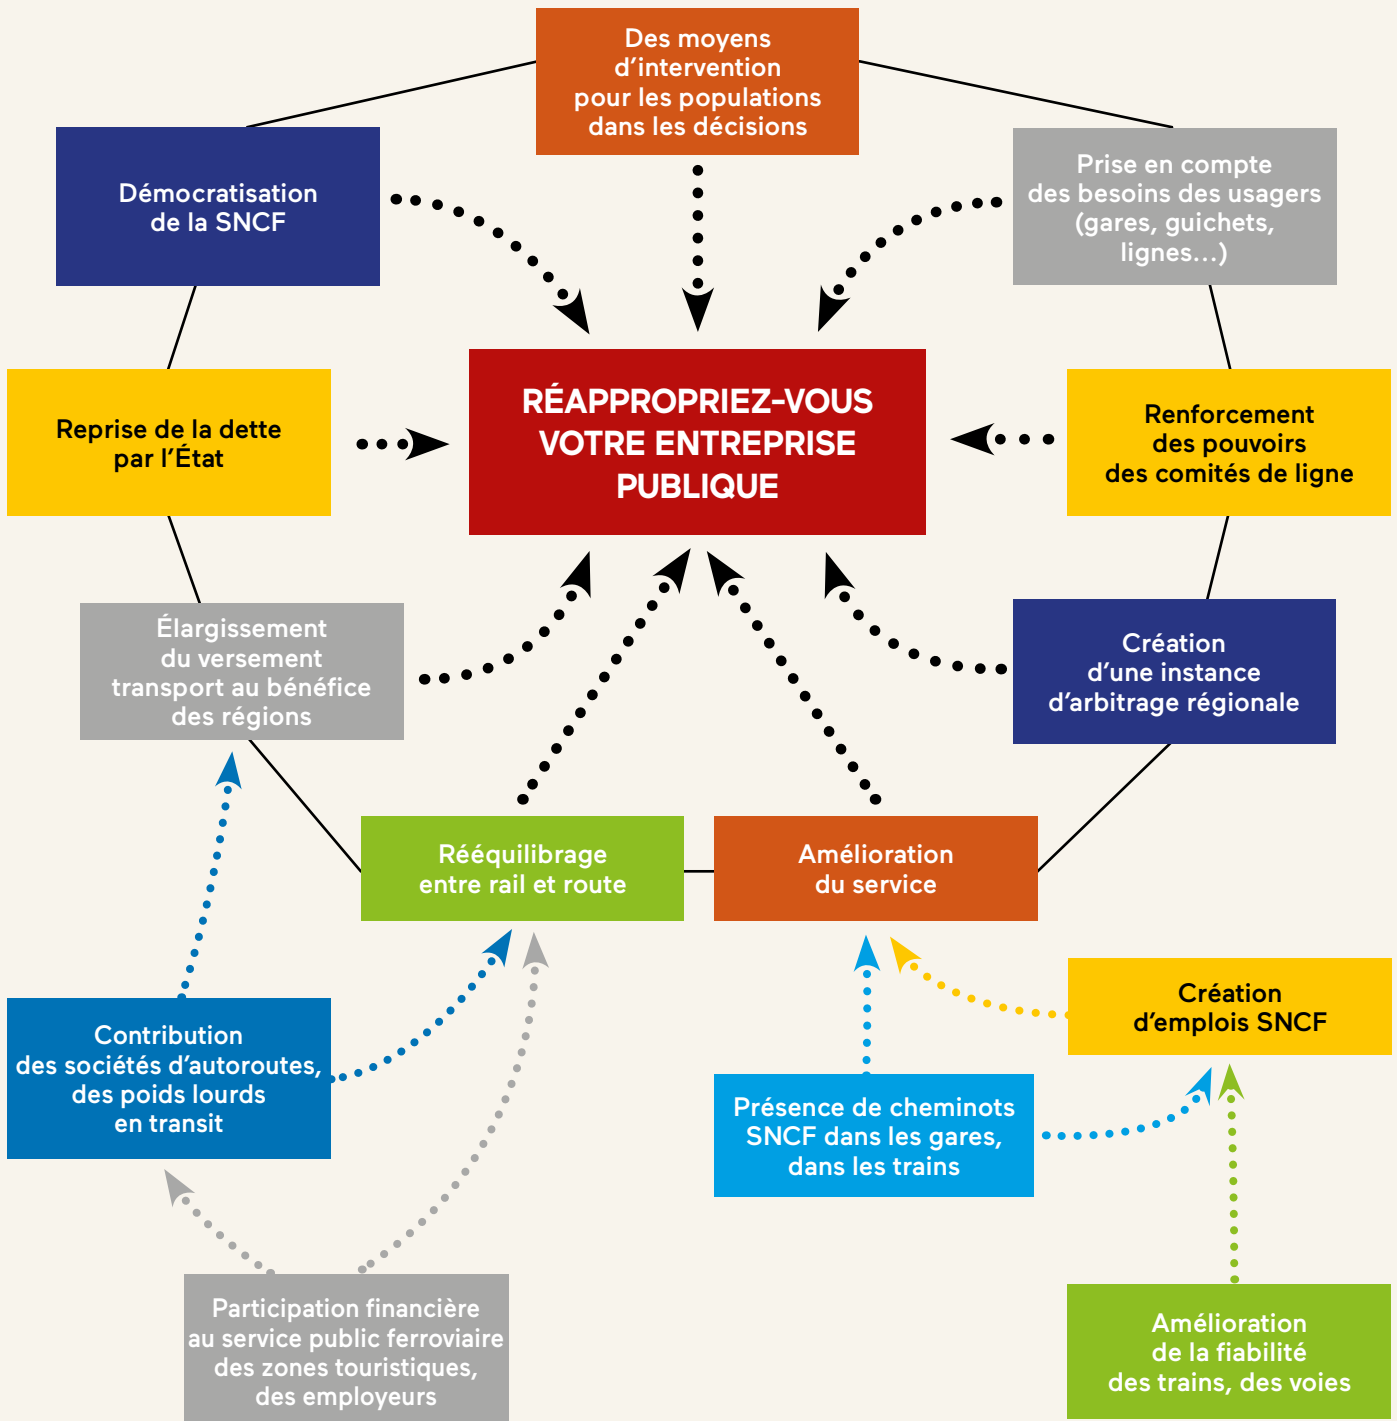 Des moyens
d’intervention
pour les populations
dans les décisions
Démocratisation
de la SNCF
Prise en compte
des besoins des usagers
(gares, guichets,
lignes...)
RÉAPPROPRIEZ-VOUS
VOTRE ENTREPRISE
PUBLIQUE
Reprise de la dette
par l’État
Renforcement
des pouvoirs
des comités de ligne
Élargissement
du versement
transport au bénéfice
des régions
Création
d’une instance
d’arbitrage régionale
Rééquilibrage
entre rail et route
Amélioration
du service
Création
d’emplois SNCF
Contribution
des sociétés d’autoroutes,
des poids lourds
en transit
Présence de cheminots
SNCF dans les gares,
dans les trains
Participation financière
au service public ferroviaire
des zones touristiques,
des employeurs
Amélioration
de la fiabilité
des trains, des voies